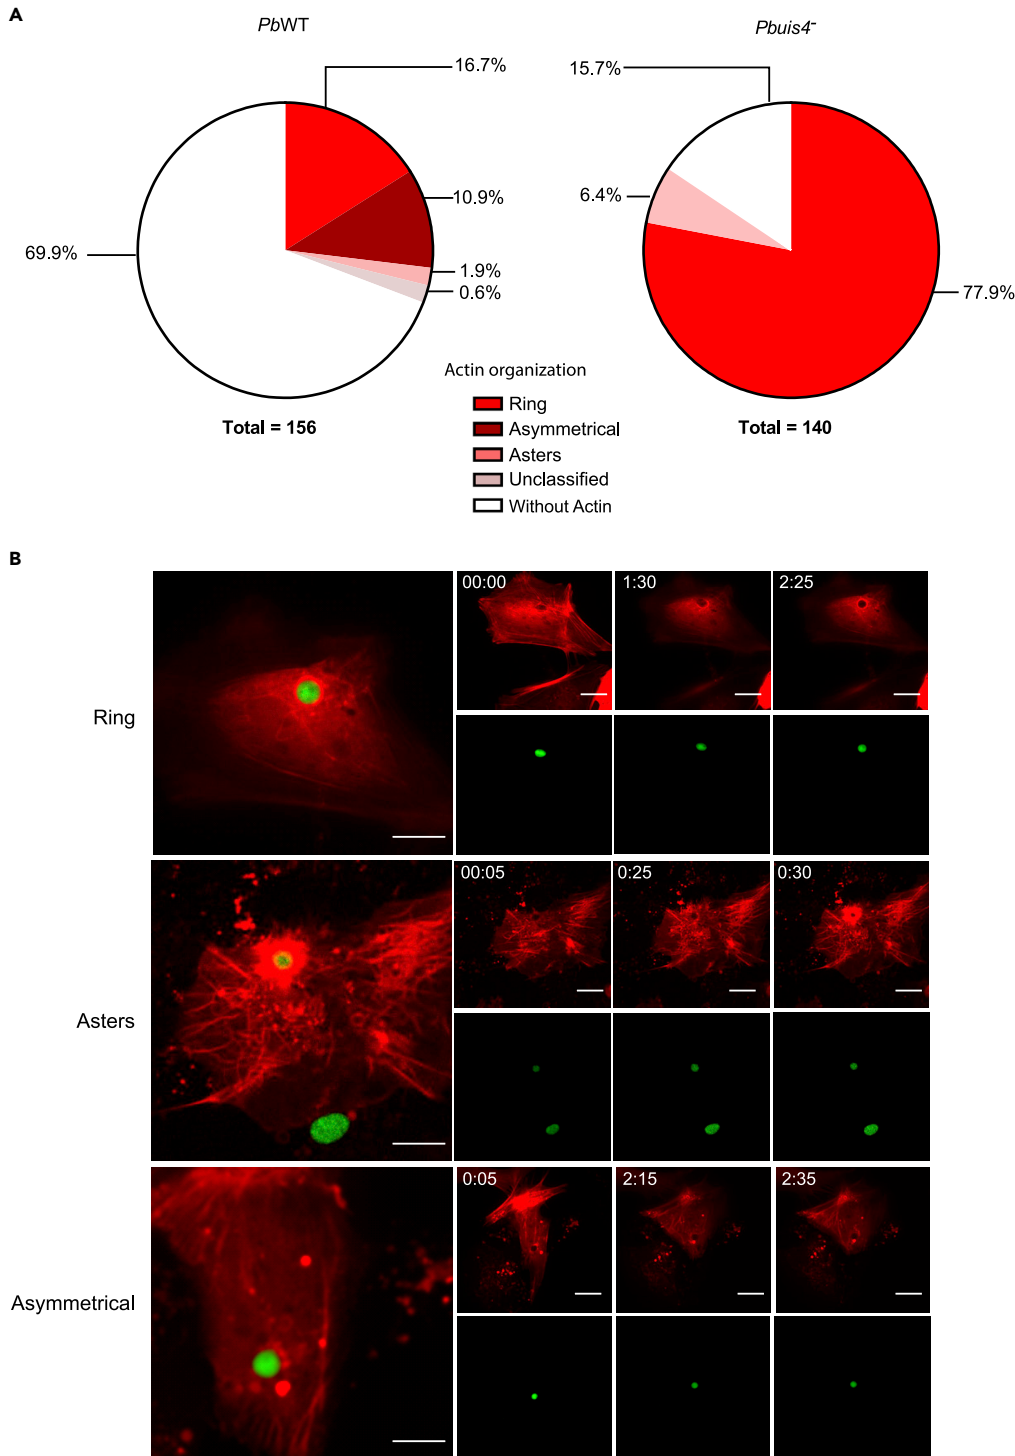 A
PbWT
Pbuis4-
16.7%
15.7%
10.9%
6.4%
69.9%
1.9%
0.6%
77.9%
Actin organization
Total = 156
Ring
Total = 140
Asymmetrical
Asters
Unclassified
Without Actin
B
00:00
1:30
2:25
Ring
00:05
0:25
0:30
Asters
0:05
2:15
2:35
Asymmetrical